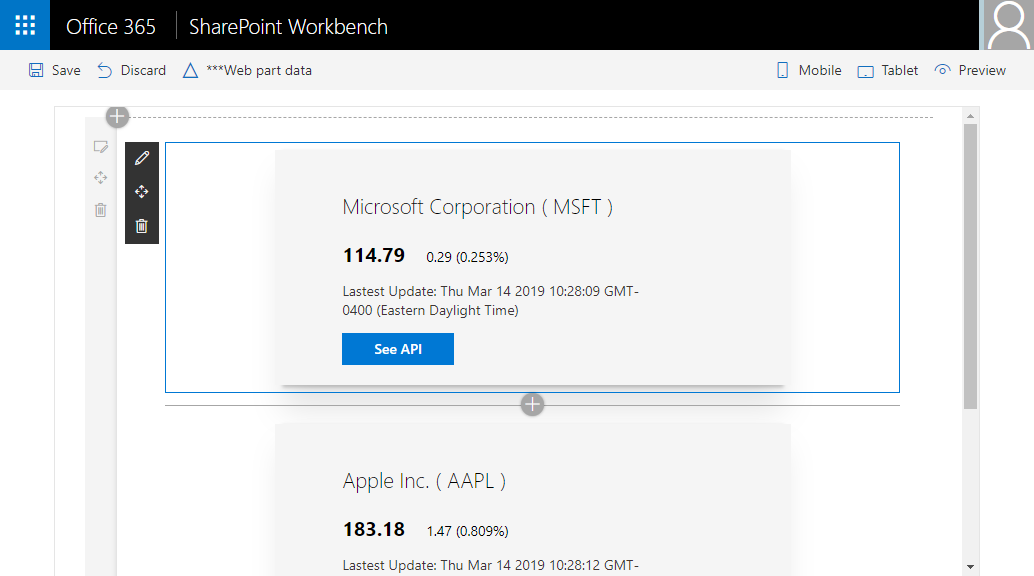 Office 365 SharePoint Workbench
Save Discard ***Web part data Mobile Tablet Preview
Microsoft Corporation ( MSFT )
114.79 0.29 (0.253%)
Lastest Update: Thu Mar 14 2019 10:28:09 GMT-
0400 (Eastern Daylight Time)
See API
Apple Inc. ( AAPL )
183.18 1.47 (0.809%)
Lastest Update: Thu Mar 14 2019 10:28:12 GMT-